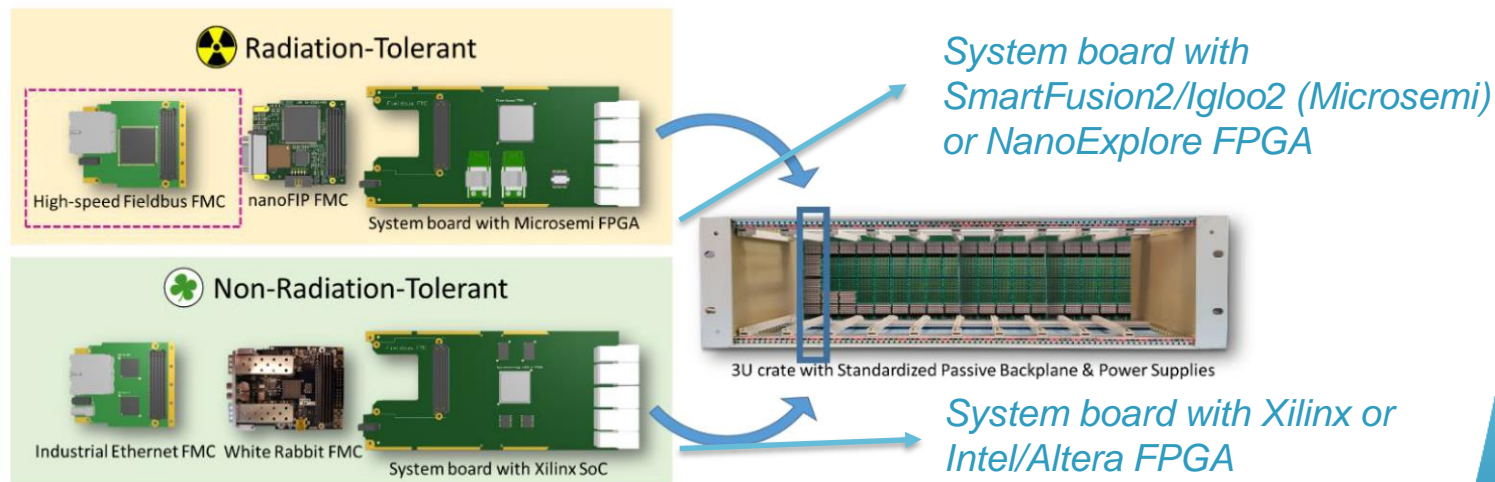 Radiation-Tolerant
High-speed Fieldbus FMC
nanoFIP FMC
System board with Microsemi FPGA
System board with
SmartFusion2/Igloo2 (Microsemi)
or NanoExplore FPGA
Non-Radiation-Tolerant
Industrial Ethernet FMC
White Rabbit FMC
System board with Xilinx SoC
3U crate with Standardized Passive Backplane & Power Supplies
System board with Xilinx or
Intel/Altera FPGA